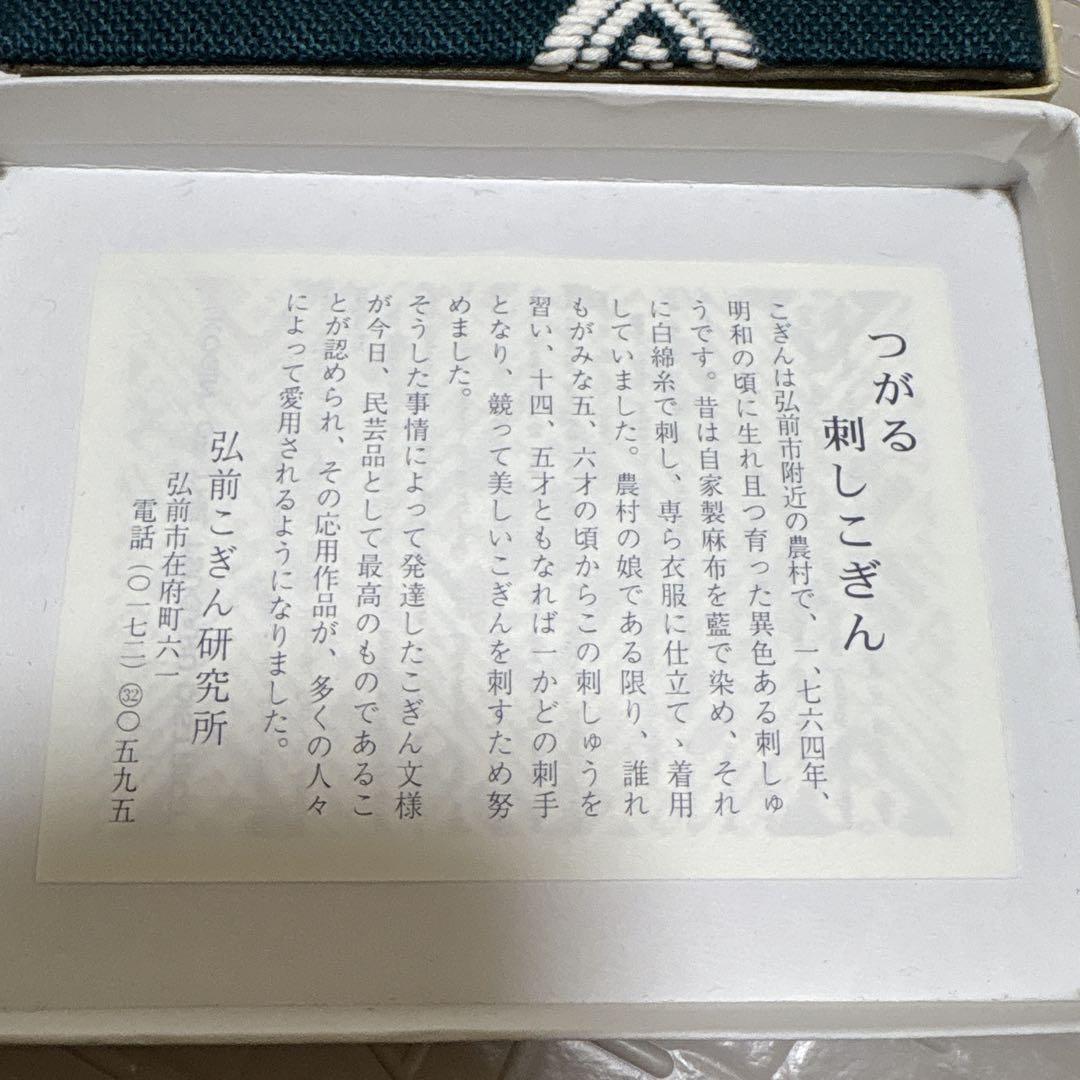 つがる
刺しこぎん
こぎんは弘前市附近の農村で、一、七六四年、
明和の頃に生れ且つ育った異色ある刺しゅ
うです。昔は自家製麻布を藍で染め、それ
に白綿糸で刺し、専ら衣服に仕立てヽ着用
していました。農村の娘である限り、誰れ
もがみな五、六才の頃からこの刺しゅうを
習い、十四、五才ともなれば一かどの刺手
となり、競って美しいこぎんを刺すため努
めました。
そうした事情によって発達したこぎん文様
が今日、民芸品として最高のものであるこ
とが認められ、その応用作品が、多くの人々
によって愛用されるようになりました。
弘前こぎん研究所
弘前市在府町六一
電話（〇一七二）㉜〇五九五